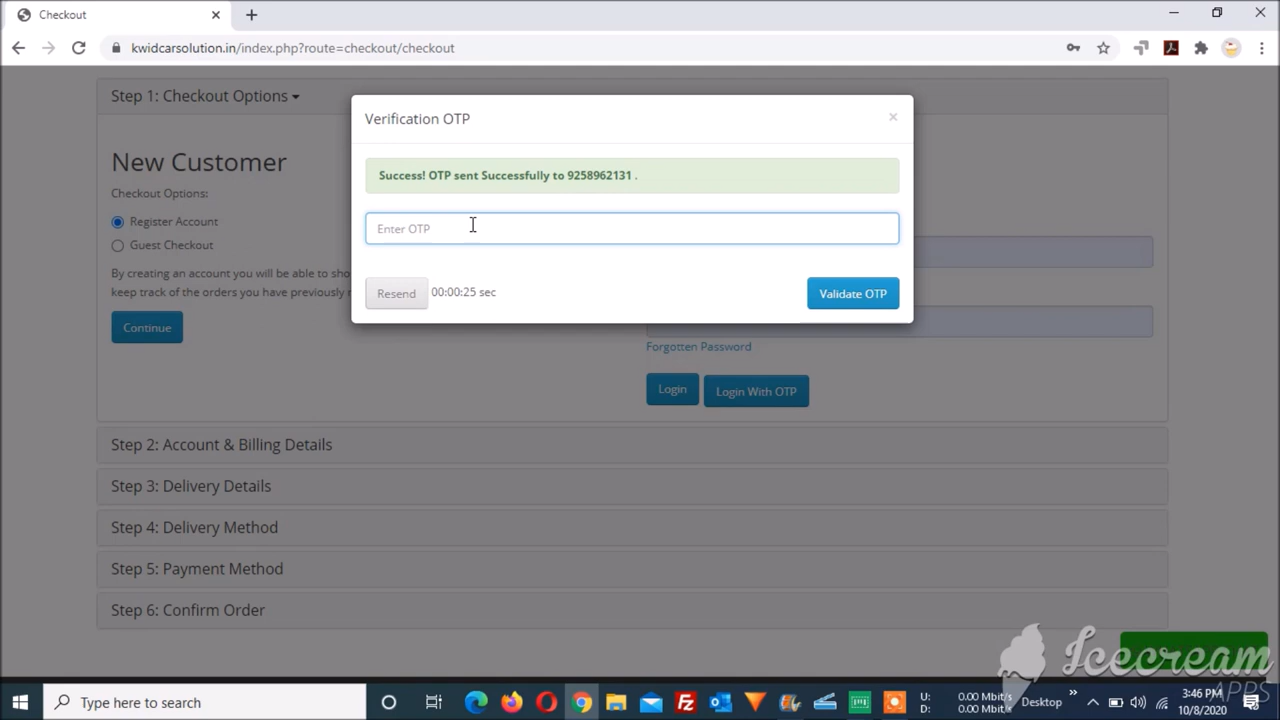 Checkout
kwidcarsolution.in/index.php?route=checkout/checkout
Step 1: Checkout Options
Verification OTP
×
Success! OTP sent Successfully to 9258962131 .
New Customer
Checkout Options:
Enter OTP
Register Account
Guest Checkout
By creating an account you will be able to sho
keep track of the orders you have previously
Resend 00:00:25 sec Validate OTP
Continue
Forgotten Password
Login Login With OTP
Step 2: Account & Billing Details
Step 3: Delivery Details
Step 4: Delivery Method
Step 5: Payment Method
Step 6: Confirm Order
Icecream
APPS
Type here to search
U: 0.00 Mbit/s
D: 0.00 Mbit/s
Desktop
3:46 PM
10/8/2020